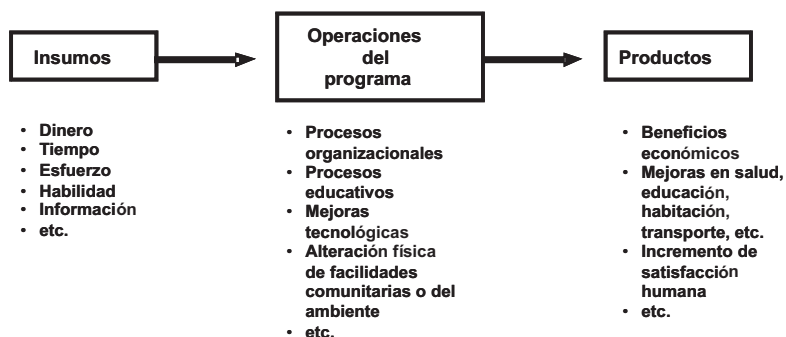 Insumos
Operaciones
del
programa
Productos
• Dinero
• Tiempo
• Esfuerzo
• Habilidad
• Información
• etc.
• Procesos
organizacionales
• Procesos
educativos
• Mejoras
tecnológicas
• Alteración física
de facilidades
comunitarias o del
ambiente
• etc.
• Beneficios
económicos
• Mejoras en salud,
educación,
habitación,
transporte, etc.
• Incremento de
satisfacción
humana
• etc.